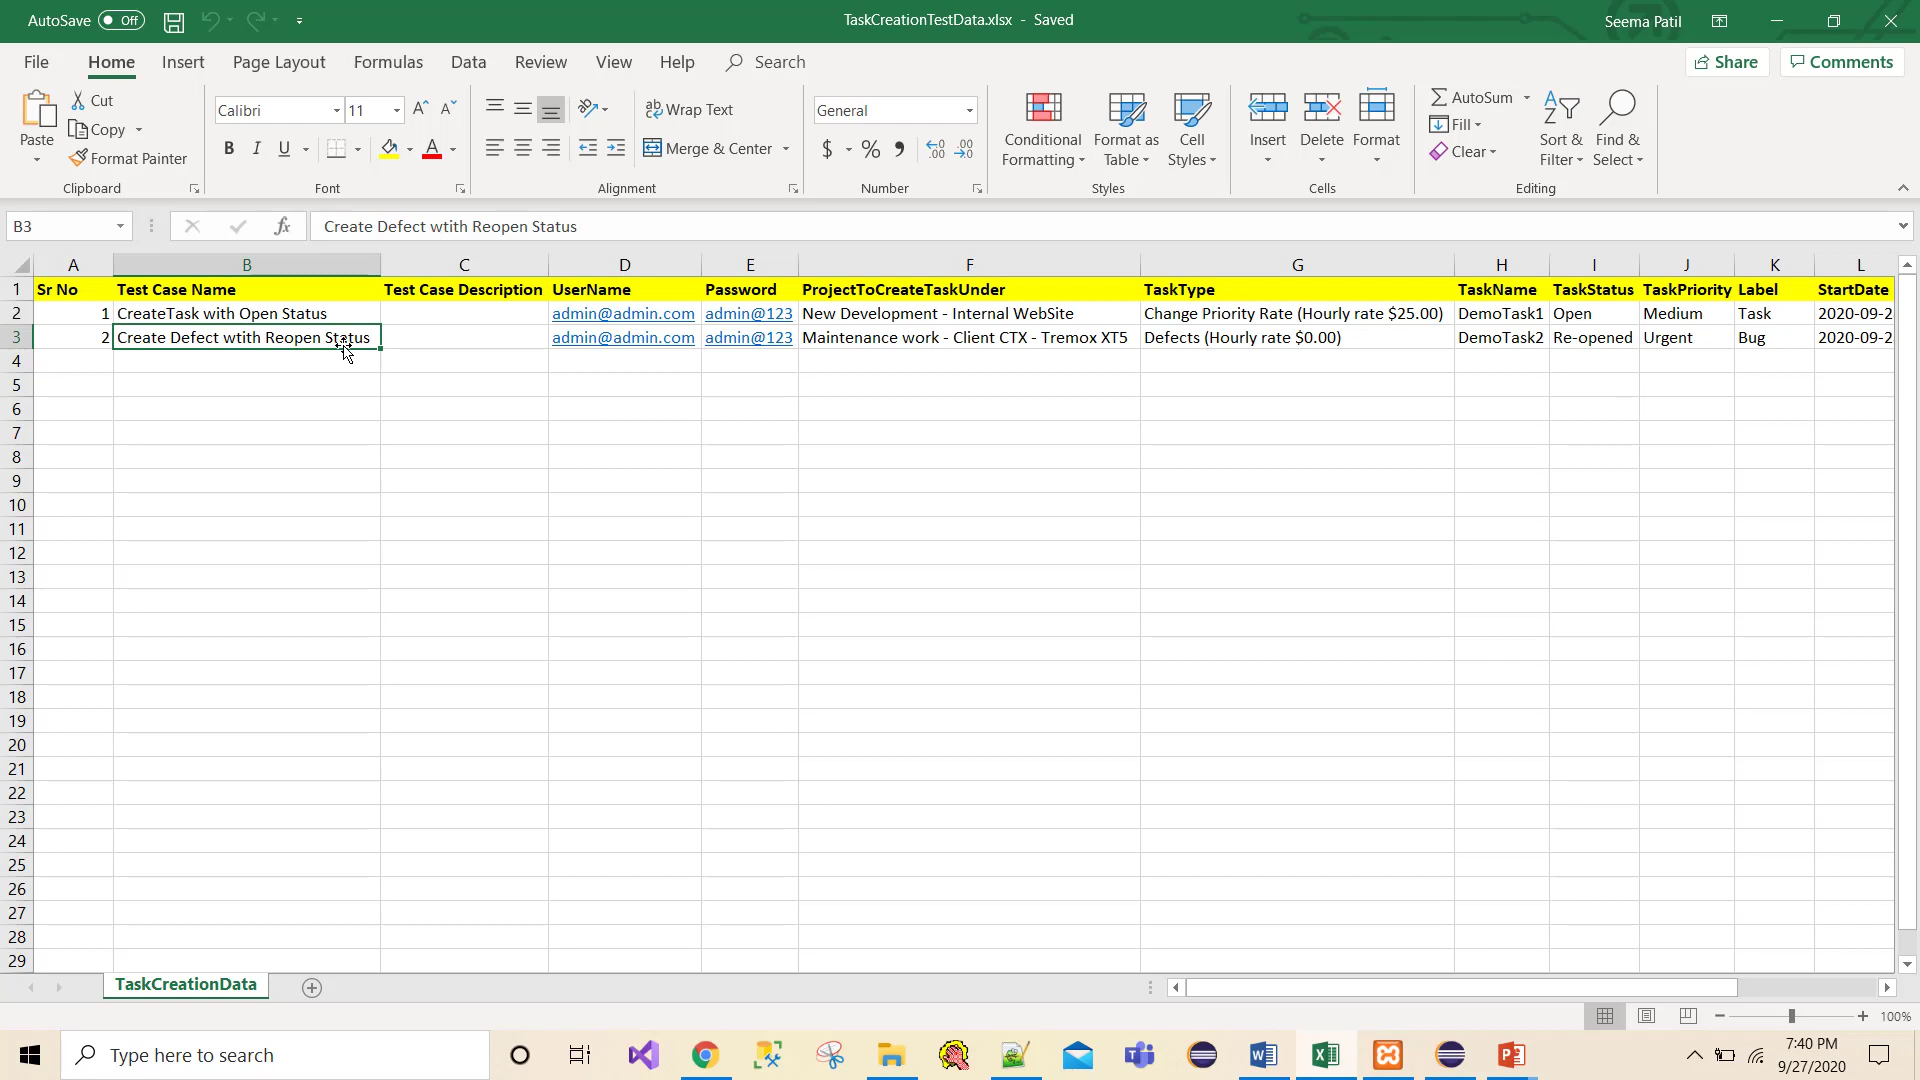 AutoSave Off TaskCreationTestData.xlsx - Saved Seema Patil
File Home Insert Page Layout Formulas Data Review View Help Search Share Comments
Paste Cut Copy Format Painter Clipboard
Calibri 11 B I U A Font
Wrap Text Merge & Center Alignment
General $ % Number
Conditional Formatting Format as Table Cell Styles Styles
Insert Delete Format Cells
AutoSum Fill Clear Sort & Filter Find & Select Editing
B3 fx Create Defect wtith Reopen Status
A B C D E F G H I J K L
1 Sr No Test Case Name Test Case Description UserName Password ProjectToCreateTaskUnder TaskType TaskName TaskStatus TaskPriority Label StartDate
2 1 CreateTask with Open Status admin@admin.com admin@123 New Development - Internal WebSite Change Priority Rate (Hourly rate $25.00) DemoTask1 Open Medium Task 2020-09-2
3 2 Create Defect wtith Reopen Status admin@admin.com admin@123 Maintenance work - Client CTX - Tremox XT5 Defects (Hourly rate $0.00) DemoTask2 Re-opened Urgent Bug 2020-09-2
4
5
6
7
8
9
10
11
12
13
14
15
16
17
18
19
20
21
22
23
24
25
26
27
28
29
TaskCreationData
100%
Type here to search
7:40 PM
9/27/2020